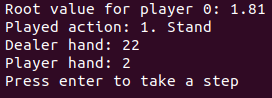 Root value for player 0: 1.81
Played action: 1. Stand
Dealer hand: 22
Player hand: 2
Press enter to take a step